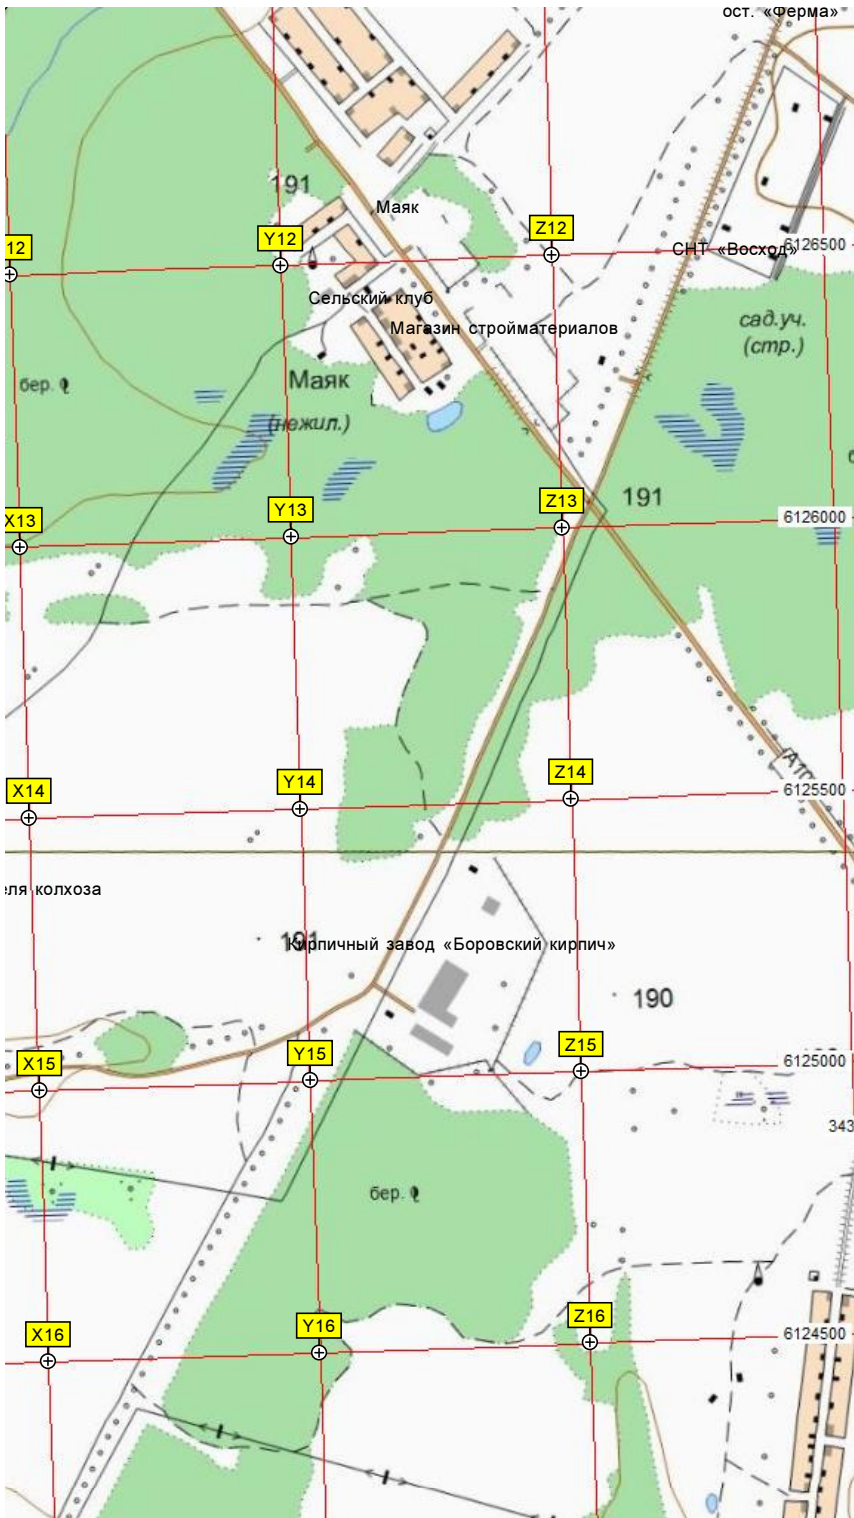 ост. «Ферма»
191
Маяк
Z12
Y12
12
СНТ «Восход»
6126500
Сельский клуб
Магазин стройматериалов
сад.уч.
(стр.)
Маяк
бер.
(нежил.)
191
Z13
Y13
X13
6126000
Z14
Y14
X14
6125500
еля колхоза
191
Кирпичный завод «Боровский кирпич»
190
Z15
Y15
X15
6125000
343
бер.
Z16
Y16
X16
6124500